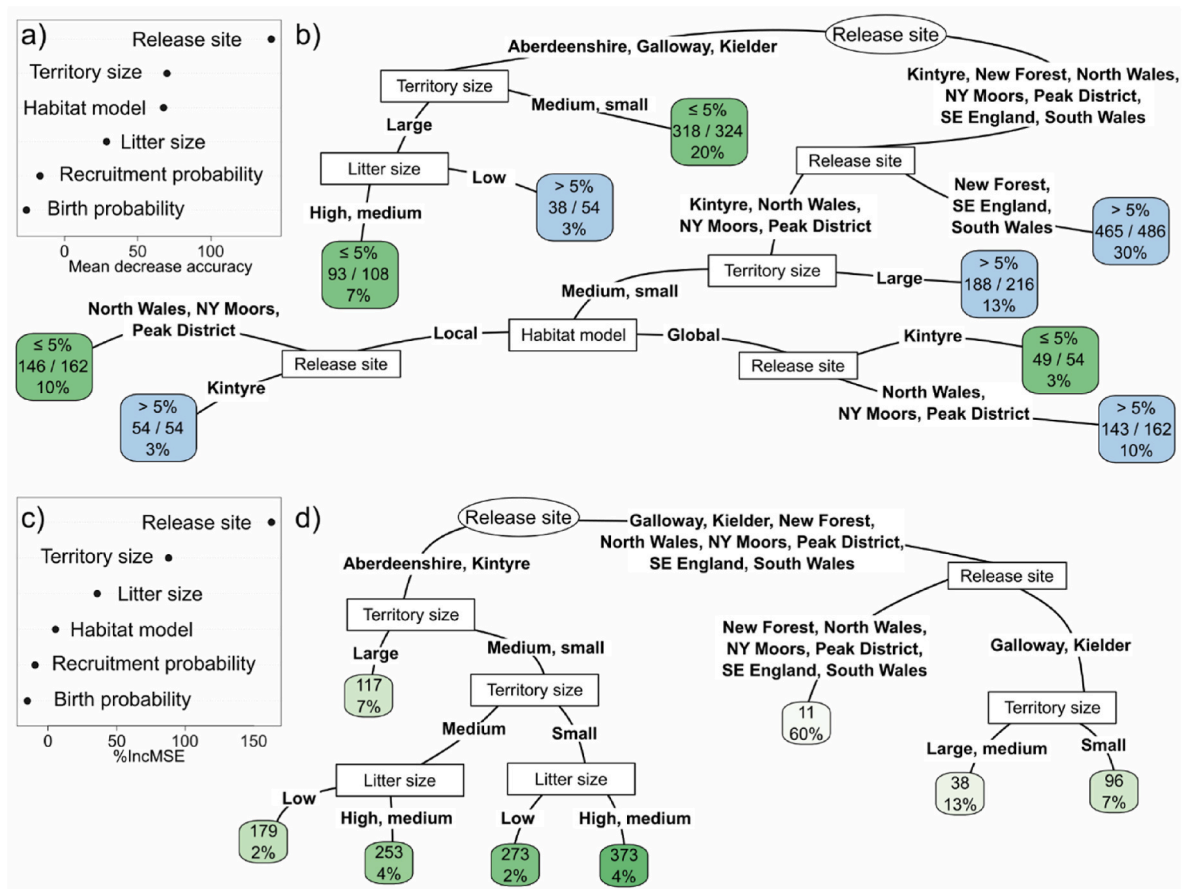 a)
Release site
Territory size
Habitat model
Litter size
Recruitment probability
Birth probability
0
50
100
Mean decrease accuracy
b)
Release site
Aberdeenshire, Galloway, Kielder
Kintyre, New Forest, North Wales,
NY Moors, Peak District,
SE England, South Wales
Territory size
Medium, small
≤ 5%
318 / 324
20%
Large
Litter size
Low
> 5%
38 / 54
3%
High, medium
≤ 5%
93 / 108
7%
Release site
New Forest,
SE England,
South Wales
> 5%
465 / 486
30%
Kintyre, North Wales,
NY Moors, Peak District
Territory size
Large
> 5%
188 / 216
13%
Medium, small
Habitat model
Local
Global
North Wales, NY Moors,
Peak District
Release site
≤ 5%
146 / 162
10%
Kintyre
> 5%
54 / 54
3%
Release site
Kintyre
≤ 5%
49 / 54
3%
North Wales,
NY Moors, Peak District
> 5%
143 / 162
10%
c)
Release site
Territory size
Litter size
Habitat model
Recruitment probability
Birth probability
0
50
100
150
%IncMSE
d)
Release site
Galloway, Kielder, New Forest,
North Wales, NY Moors, Peak District,
SE England, South Wales
Aberdeenshire, Kintyre
Territory size
Large
117
7%
Medium, small
Territory size
Medium
Small
Litter size
Low
179
2%
High, medium
253
4%
Litter size
Low
273
2%
High, medium
373
4%
Release site
New Forest, North Wales,
NY Moors, Peak District,
SE England, South Wales
11
60%
Galloway, Kielder
Territory size
Large, medium
38
13%
Small
96
7%